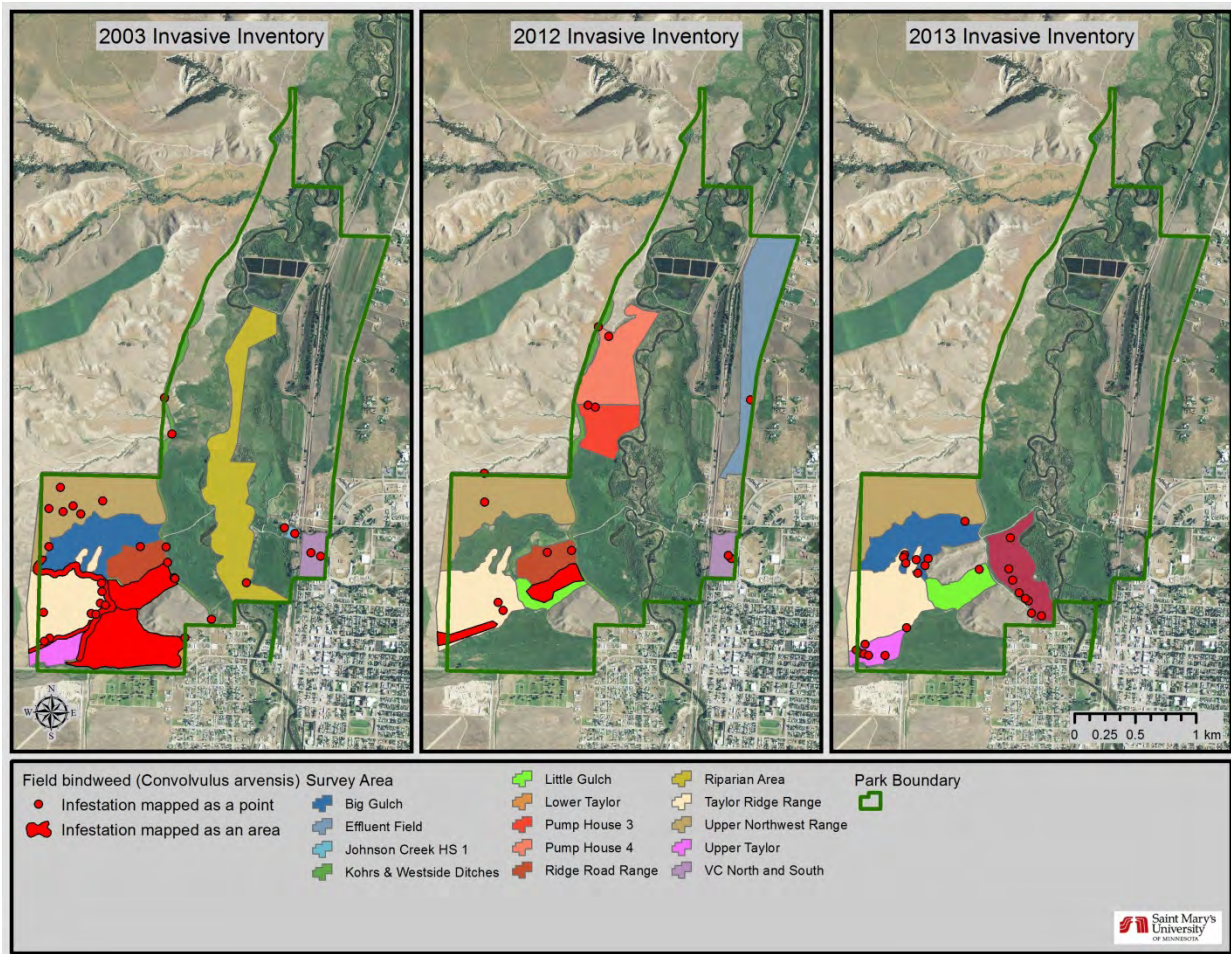 2003 Invasive Inventory
2012 Invasive Inventory
2013 Invasive Inventory
N
W E
S
0 0.25 0.5 1 km
Field bindweed (Convolvulus arvensis)
Infestation mapped as a point
Infestation mapped as an area
Survey Area
Big Gulch
Effluent Field
Johnson Creek HS 1
Kohrs & Westside Ditches
Little Gulch
Lower Taylor
Pump House 3
Pump House 4
Ridge Road Range
Riparian Area
Taylor Ridge Range
Upper Northwest Range
Upper Taylor
VC North and South
Park Boundary
Saint Mary's
University
OF MINNESOTA